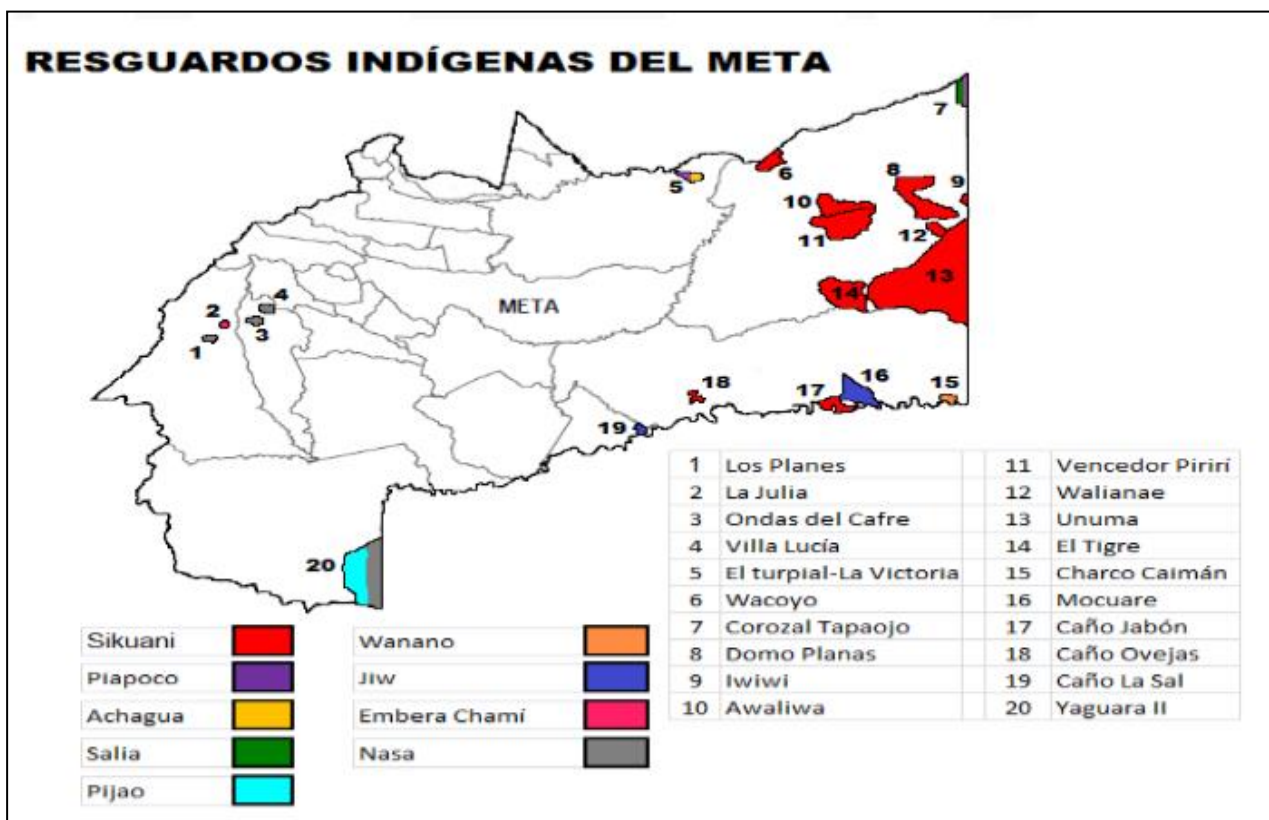 RESGUARDOS INDÍGENAS DEL META
7
6
8
9
5
10
11
12
13
14
4
META
2
3
1
18
17
16
15
19
20
1 Los Planes 11 Vencedor Pirirí
2 La Julia 12 Walianae
3 Ondas del Cafre 13 Unuma
4 Villa Lucía 14 El Tigre
5 El turpial-La Victoria 15 Charco Caimán
6 Wacoyo 16 Mocuare
7 Corozal Tapaojo 17 Caño Jabón
8 Domo Planas 18 Caño Ovejas
9 Iwiwi 19 Caño La Sal
10 Awaliwa 20 Yaguara II
Sikuani Wanano
Piapoco Jiw
Achagua Embera Chamí
Salia Nasa
Pijao